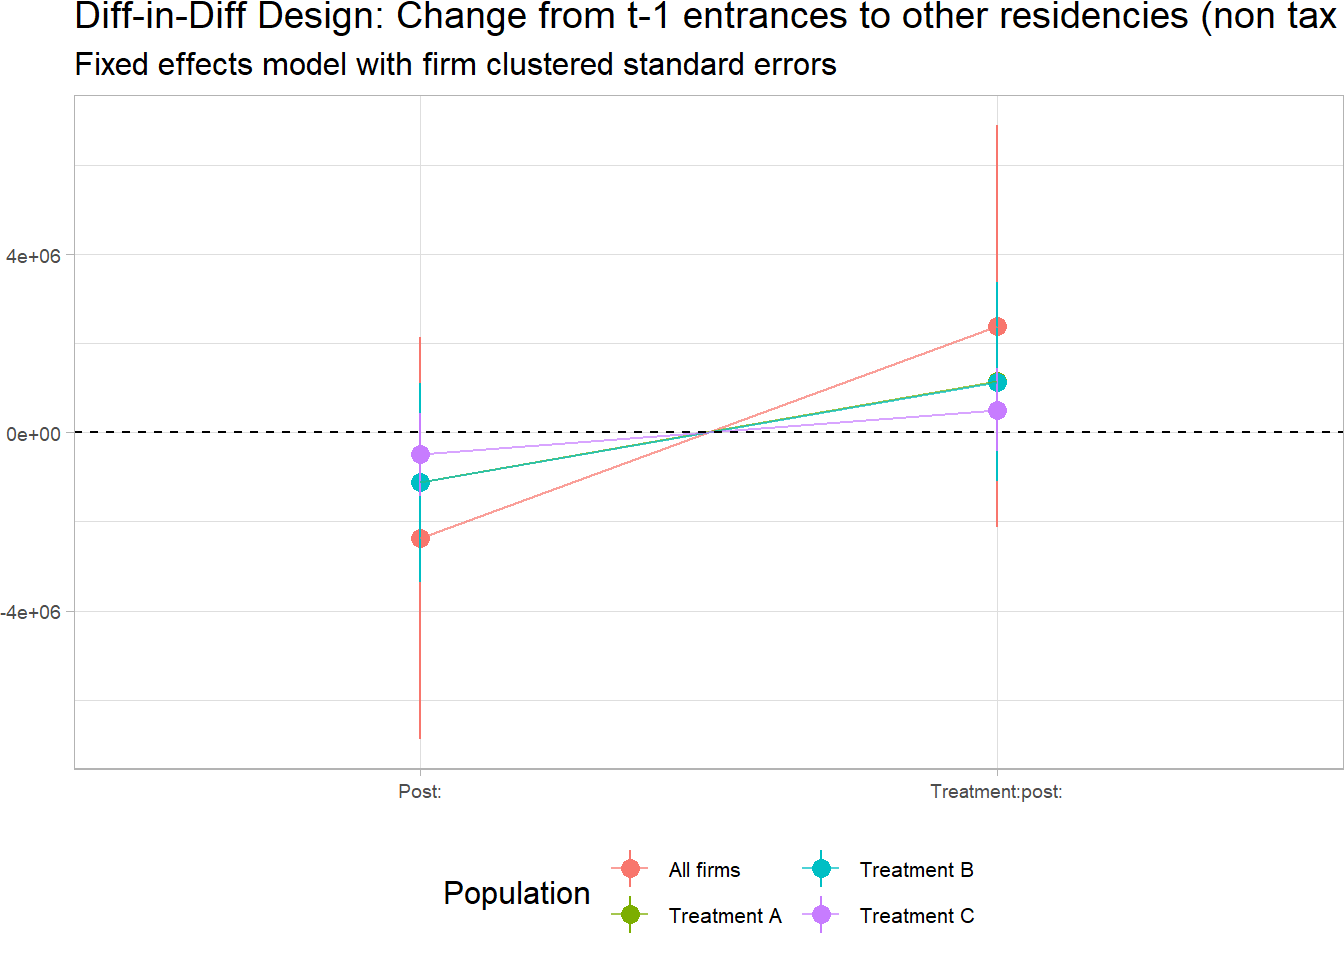 Diff-in-Diff Design: Change from t-1 entrances to other residencies (non tax
Fixed effects model with firm clustered standard errors
4e+06
0e+00
-4e+06
Post:
Treatment:post:
Population
All firms
Treatment A
Treatment B
Treatment C